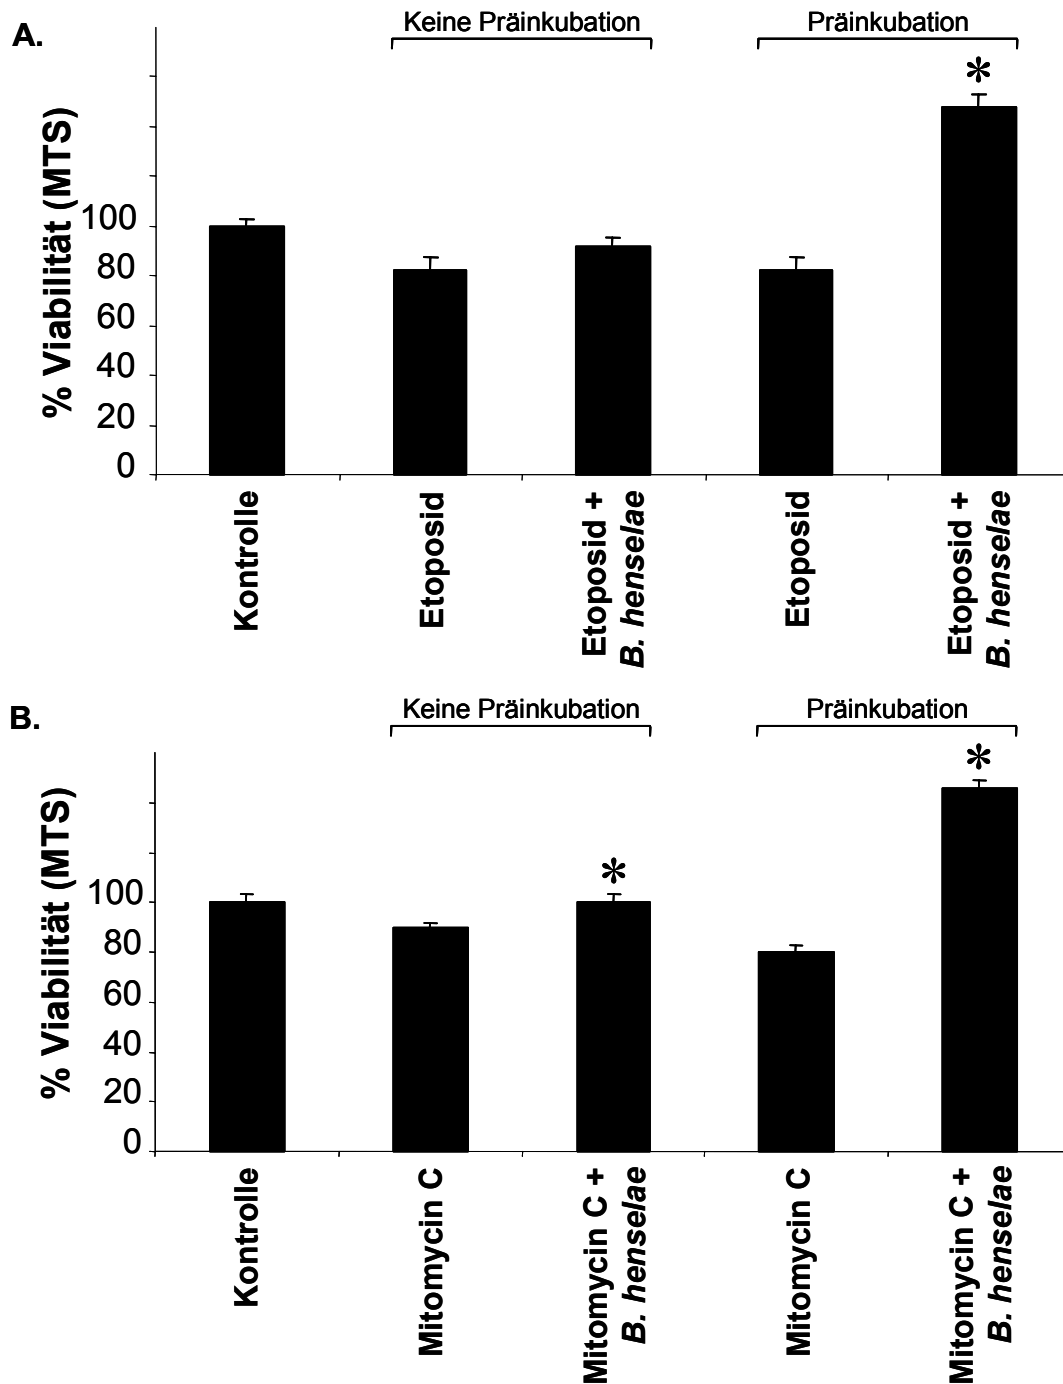 A.
Keine Präinkubation
Präinkubation
*
% Viabilität (MTS)
100
80
60
40
20
0
Kontrolle
Etoposid
Etoposid +
B. henselae
Etoposid
Etoposid +
B. henselae
B.
Keine Präinkubation
Präinkubation
*
*
% Viabilität (MTS)
100
80
60
40
20
0
Kontrolle
Mitomycin C
Mitomycin C +
B. henselae
Mitomycin C
Mitomycin C +
B. henselae